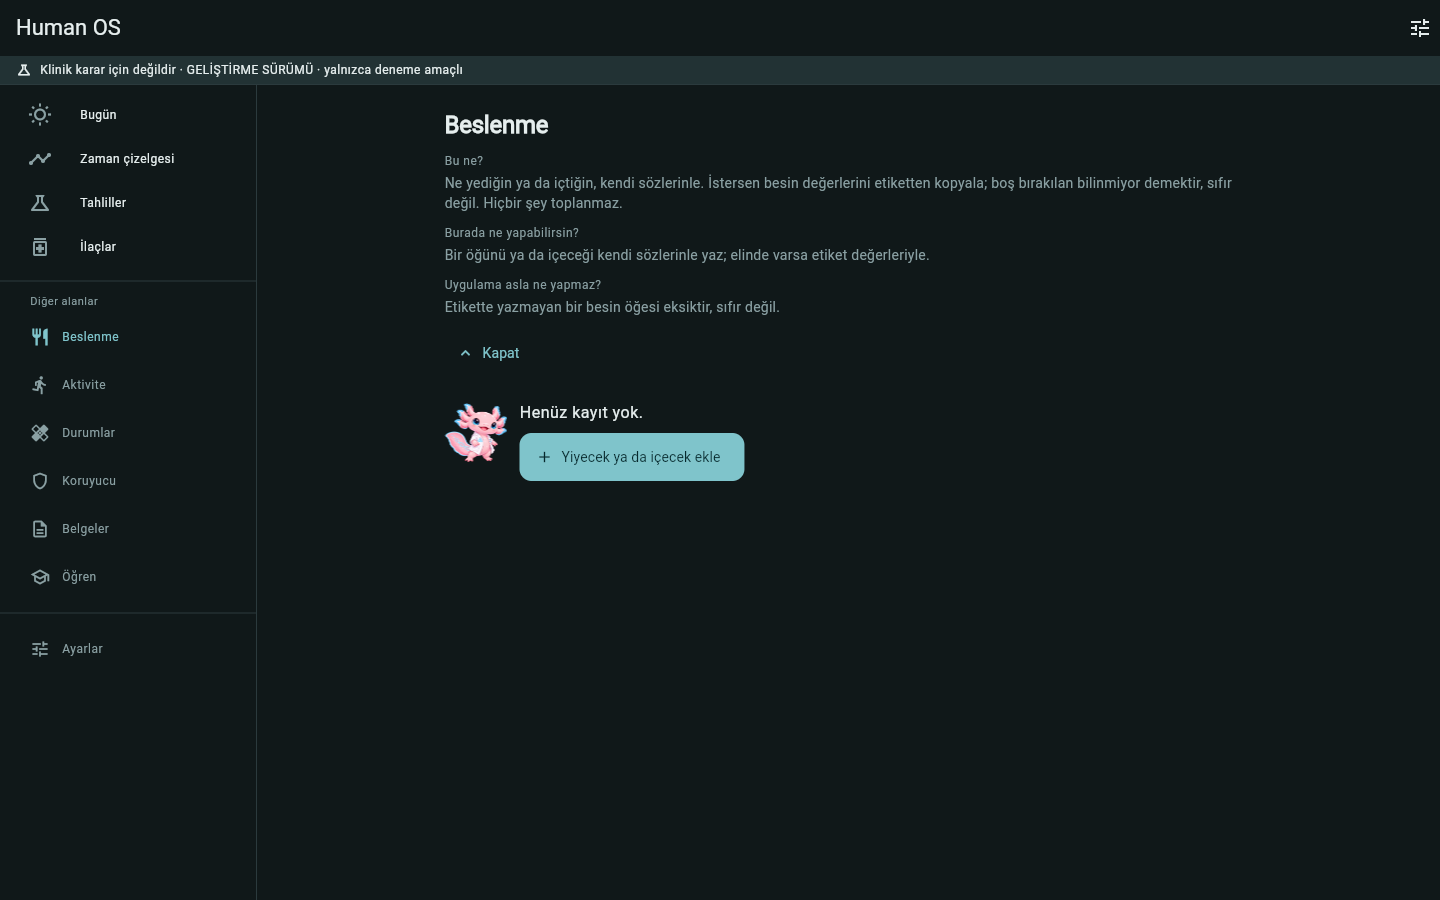 Human OS
Klinik karar için değildir · GELİŞTİRME SÜRÜMÜ · yalnızca deneme amaçlı
Bugün
Zaman çizelgesi
Tahliller
İlaçlar
Diğer alanlar
Beslenme
Aktivite
Durumlar
Koruyucu
Belgeler
Öğren
Ayarlar
Beslenme
Bu ne?
Ne yediğin ya da içtiğin, kendi sözlerinle. İstersen besin değerlerini etiketten kopyala; boş bırakılan bilinmiyor demektir, sıfır
değil. Hiçbir şey toplanmaz.
Burada ne yapabilirsin?
Bir öğünü ya da içeceği kendi sözlerinle yaz; elinde varsa etiket değerleriyle.
Uygulama asla ne yapmaz?
Etikette yazmayan bir besin öğesi eksiktir, sıfır değil.
Kapat
Henüz kayıt yok.
Yiyecek ya da içecek ekle